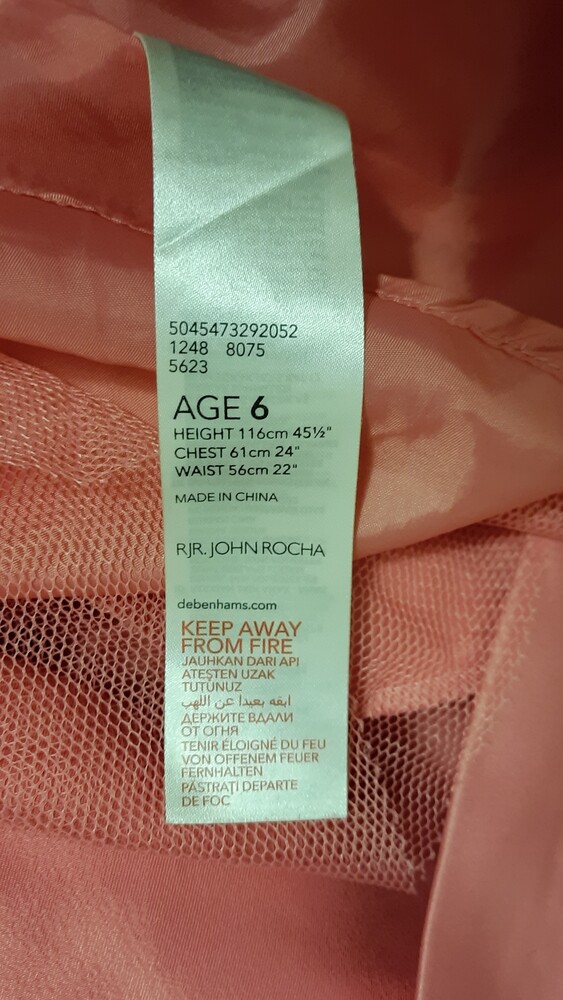 5045473292052
1248 8075
5623
AGE 6
HEIGHT 116cm 45½"
CHEST 61cm 24"
WAIST 56cm 22"
MADE IN CHINA
RJR. JOHN ROCHA
debenhams.com
KEEP AWAY
FROM FIRE
JAUHKAN DARI API
ATEŞTEN UZAK
TUTUNUZ
ابقه بعيدا عن اللهب
ДЕРЖИТЕ ВДАЛИ
ОТ ОГНЯ
TENIR ÉLOIGNÉ DU FEU
VON OFFENEM FEUER
FERNHALTEN
PĂSTRAȚI DEPARTE
DE FOC